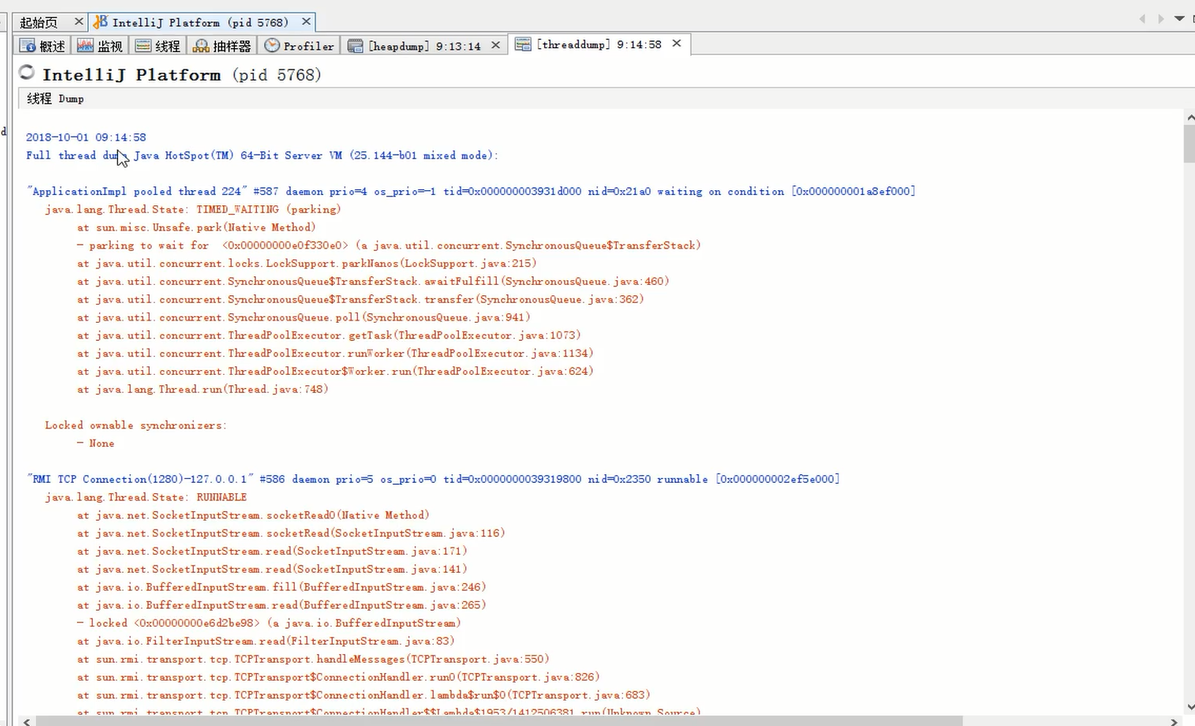 起始页
IntelliJ Platform (pid 5768)
概述 监视 线程 抽样器 Profiler [heapdump] 9:13:14 [threaddump] 9:14:58
IntelliJ Platform (pid 5768)
线程 Dump
2018-10-01 09:14:58
Full thread dump Java HotSpot(TM) 64-Bit Server VM (25.144-b01 mixed mode):
"ApplicationImpl pooled thread 224" #587 daemon prio=4 os_prio=-1 tid=0x000000003931d000 nid=0x21a0 waiting on condition [0x000000001a8ef000]
java.lang.Thread.State: TIMED_WAITING (parking)
at sun.misc.Unsafe.park(Native Method)
- parking to wait for <0x00000000e0f330e0> (a java.util.concurrent.SynchronousQueue$TransferStack)
at java.util.concurrent.locks.LockSupport.parkNanos(LockSupport.java:215)
at java.util.concurrent.SynchronousQueue$TransferStack.awaitFulfill(SynchronousQueue.java:460)
at java.util.concurrent.SynchronousQueue$TransferStack.transfer(SynchronousQueue.java:362)
at java.util.concurrent.SynchronousQueue.poll(SynchronousQueue.java:941)
at java.util.concurrent.ThreadPoolExecutor.getTask(ThreadPoolExecutor.java:1073)
at java.util.concurrent.ThreadPoolExecutor.runWorker(ThreadPoolExecutor.java:1134)
at java.util.concurrent.ThreadPoolExecutor$Worker.run(ThreadPoolExecutor.java:624)
at java.lang.Thread.run(Thread.java:748)
Locked ownable synchronizers:
- None
"RMI TCP Connection(1280)-127.0.0.1" #586 daemon prio=5 os_prio=0 tid=0x0000000039319800 nid=0x2350 runnable [0x000000002ef5e000]
java.lang.Thread.State: RUNNABLE
at java.net.SocketInputStream.socketRead0(Native Method)
at java.net.SocketInputStream.socketRead(SocketInputStream.java:116)
at java.net.SocketInputStream.read(SocketInputStream.java:171)
at java.net.SocketInputStream.read(SocketInputStream.java:141)
at java.io.BufferedInputStream.fill(BufferedInputStream.java:246)
at java.io.BufferedInputStream.read(BufferedInputStream.java:265)
- locked <0x00000000e6d2be98> (a java.io.BufferedInputStream)
at java.io.FilterInputStream.read(FilterInputStream.java:83)
at sun.rmi.transport.tcp.TCPTransport.handleMessages(TCPTransport.java:550)
at sun.rmi.transport.tcp.TCPTransport$ConnectionHandler.run0(TCPTransport.java:826)
at sun.rmi.transport.tcp.TCPTransport$ConnectionHandler.lambda$run$0(TCPTransport.java:683)
at sun.rmi.transport.tcp.TCPTransport$ConnectionHandler$$Lambda$1953/1412506381.run(Unknown Source)